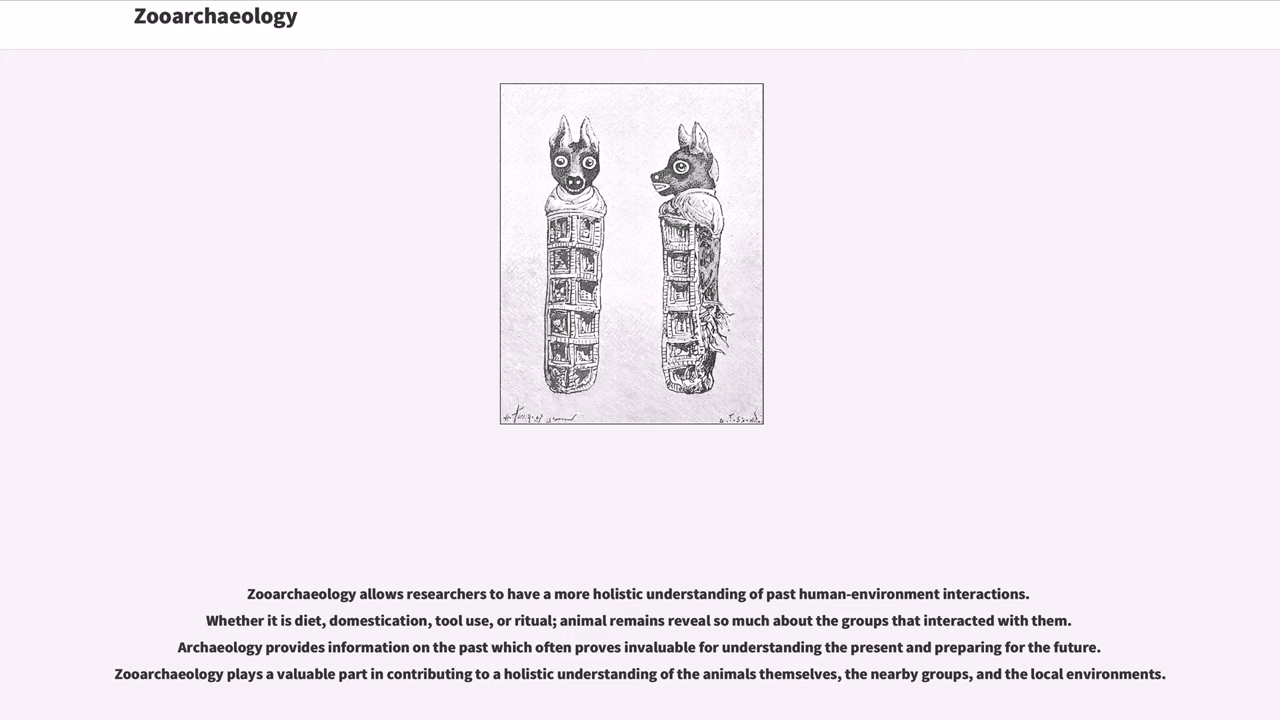 Zooarchaeology
Zooarchaeology allows researchers to have a more holistic understanding of past human-environment interactions.
Whether it is diet, domestication, tool use, or ritual; animal remains reveal so much about the groups that interacted with them.
Archaeology provides information on the past which often proves invaluable for understanding the present and preparing for the future.
Zooarchaeology plays a valuable part in contributing to a holistic understanding of the animals themselves, the nearby groups, and the local environments.